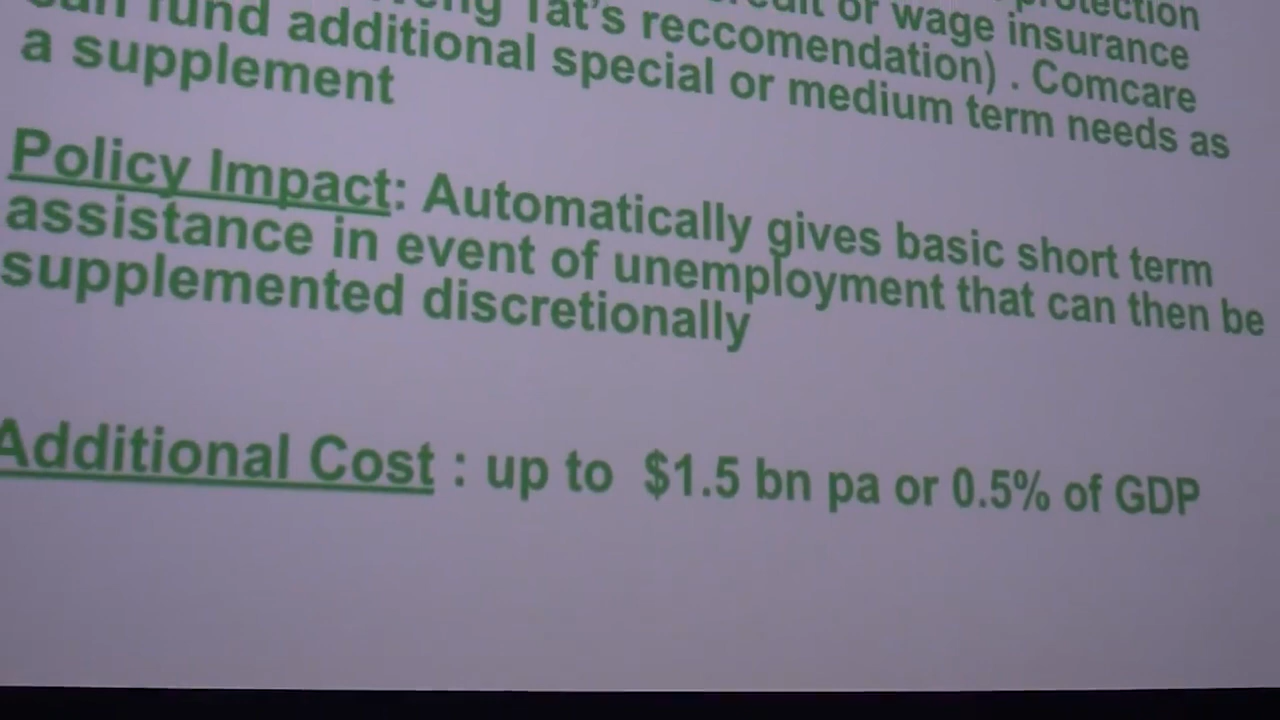 protection
or wage insurance
Tat's reccomendation) . Comcare
fund additional special or medium term needs as
a supplement
Policy Impact: Automatically gives basic short term
assistance in event of unemployment that can then be
supplemented discretionally
Additional Cost : up to $1.5 bn pa or 0.5% of GDP